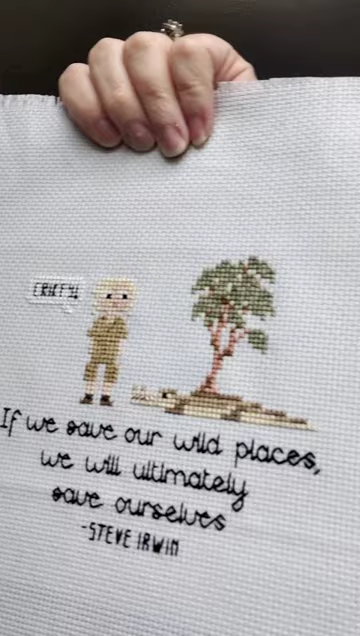 CRIKEY!
If we save our wild places,
we will ultimately
save ourselves
-STEVE IRWIN